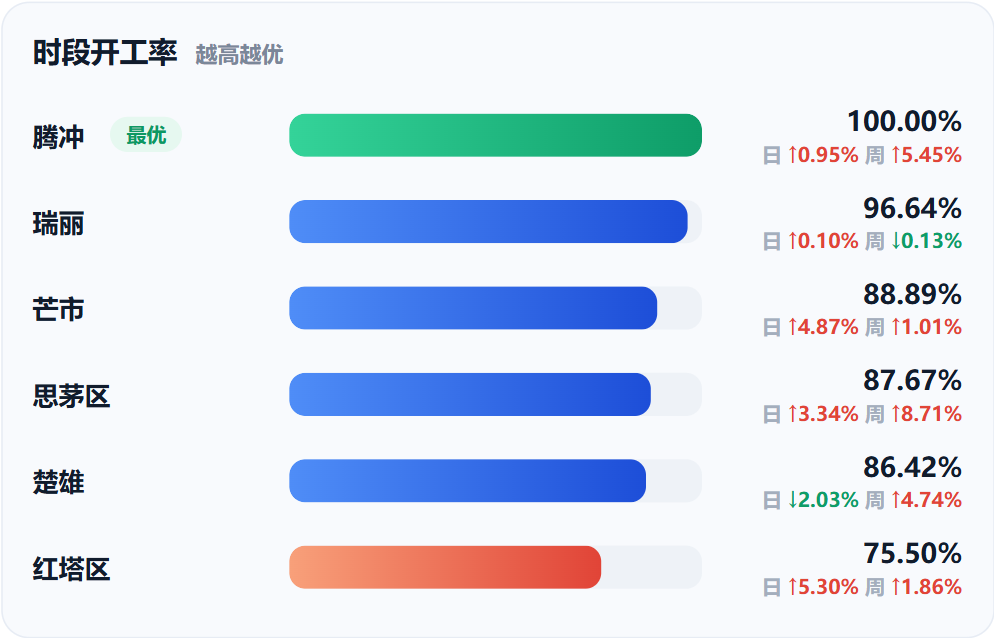 时段开工率 越高越优
腾冲 最优 100.00%
日 ↑0.95% 周 ↑5.45%
瑞丽 96.64%
日 ↑0.10% 周 ↓0.13%
芒市 88.89%
日 ↑4.87% 周 ↑1.01%
思茅区 87.67%
日 ↑3.34% 周 ↑8.71%
楚雄 86.42%
日 ↓2.03% 周 ↑4.74%
红塔区 75.50%
日 ↑5.30% 周 ↑1.86%